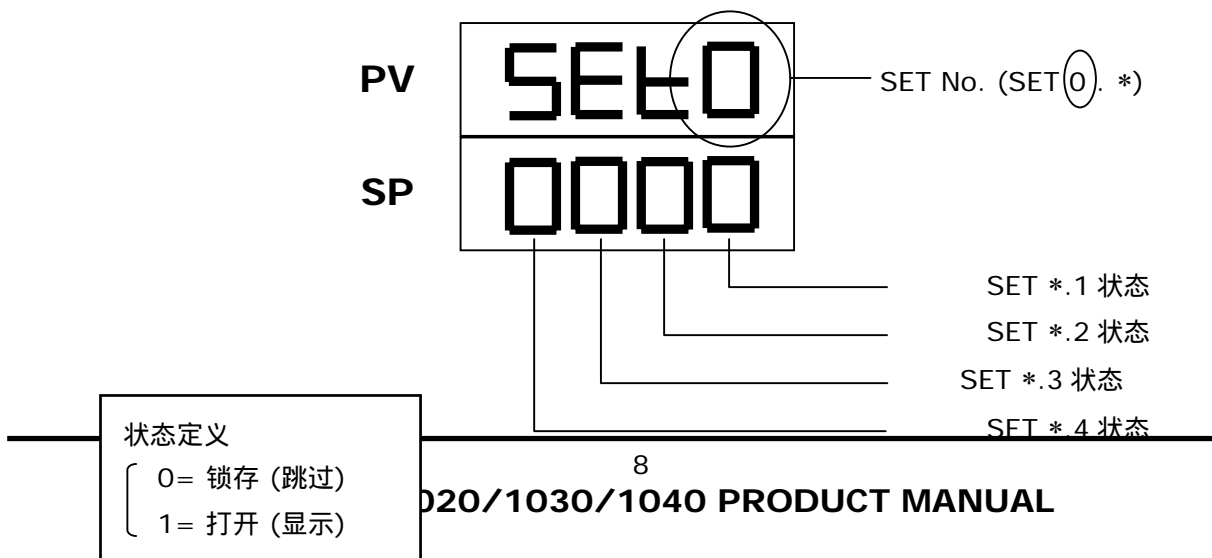 PV SEt0 SET No. (SET 0. *)
SP 0000
SET *.1 状态
SET *.2 状态
SET *.3 状态
SET *.4 状态
状态定义
0= 锁存 (跳过)
1= 打开 (显示)
8
020/1030/1040 PRODUCT MANUAL